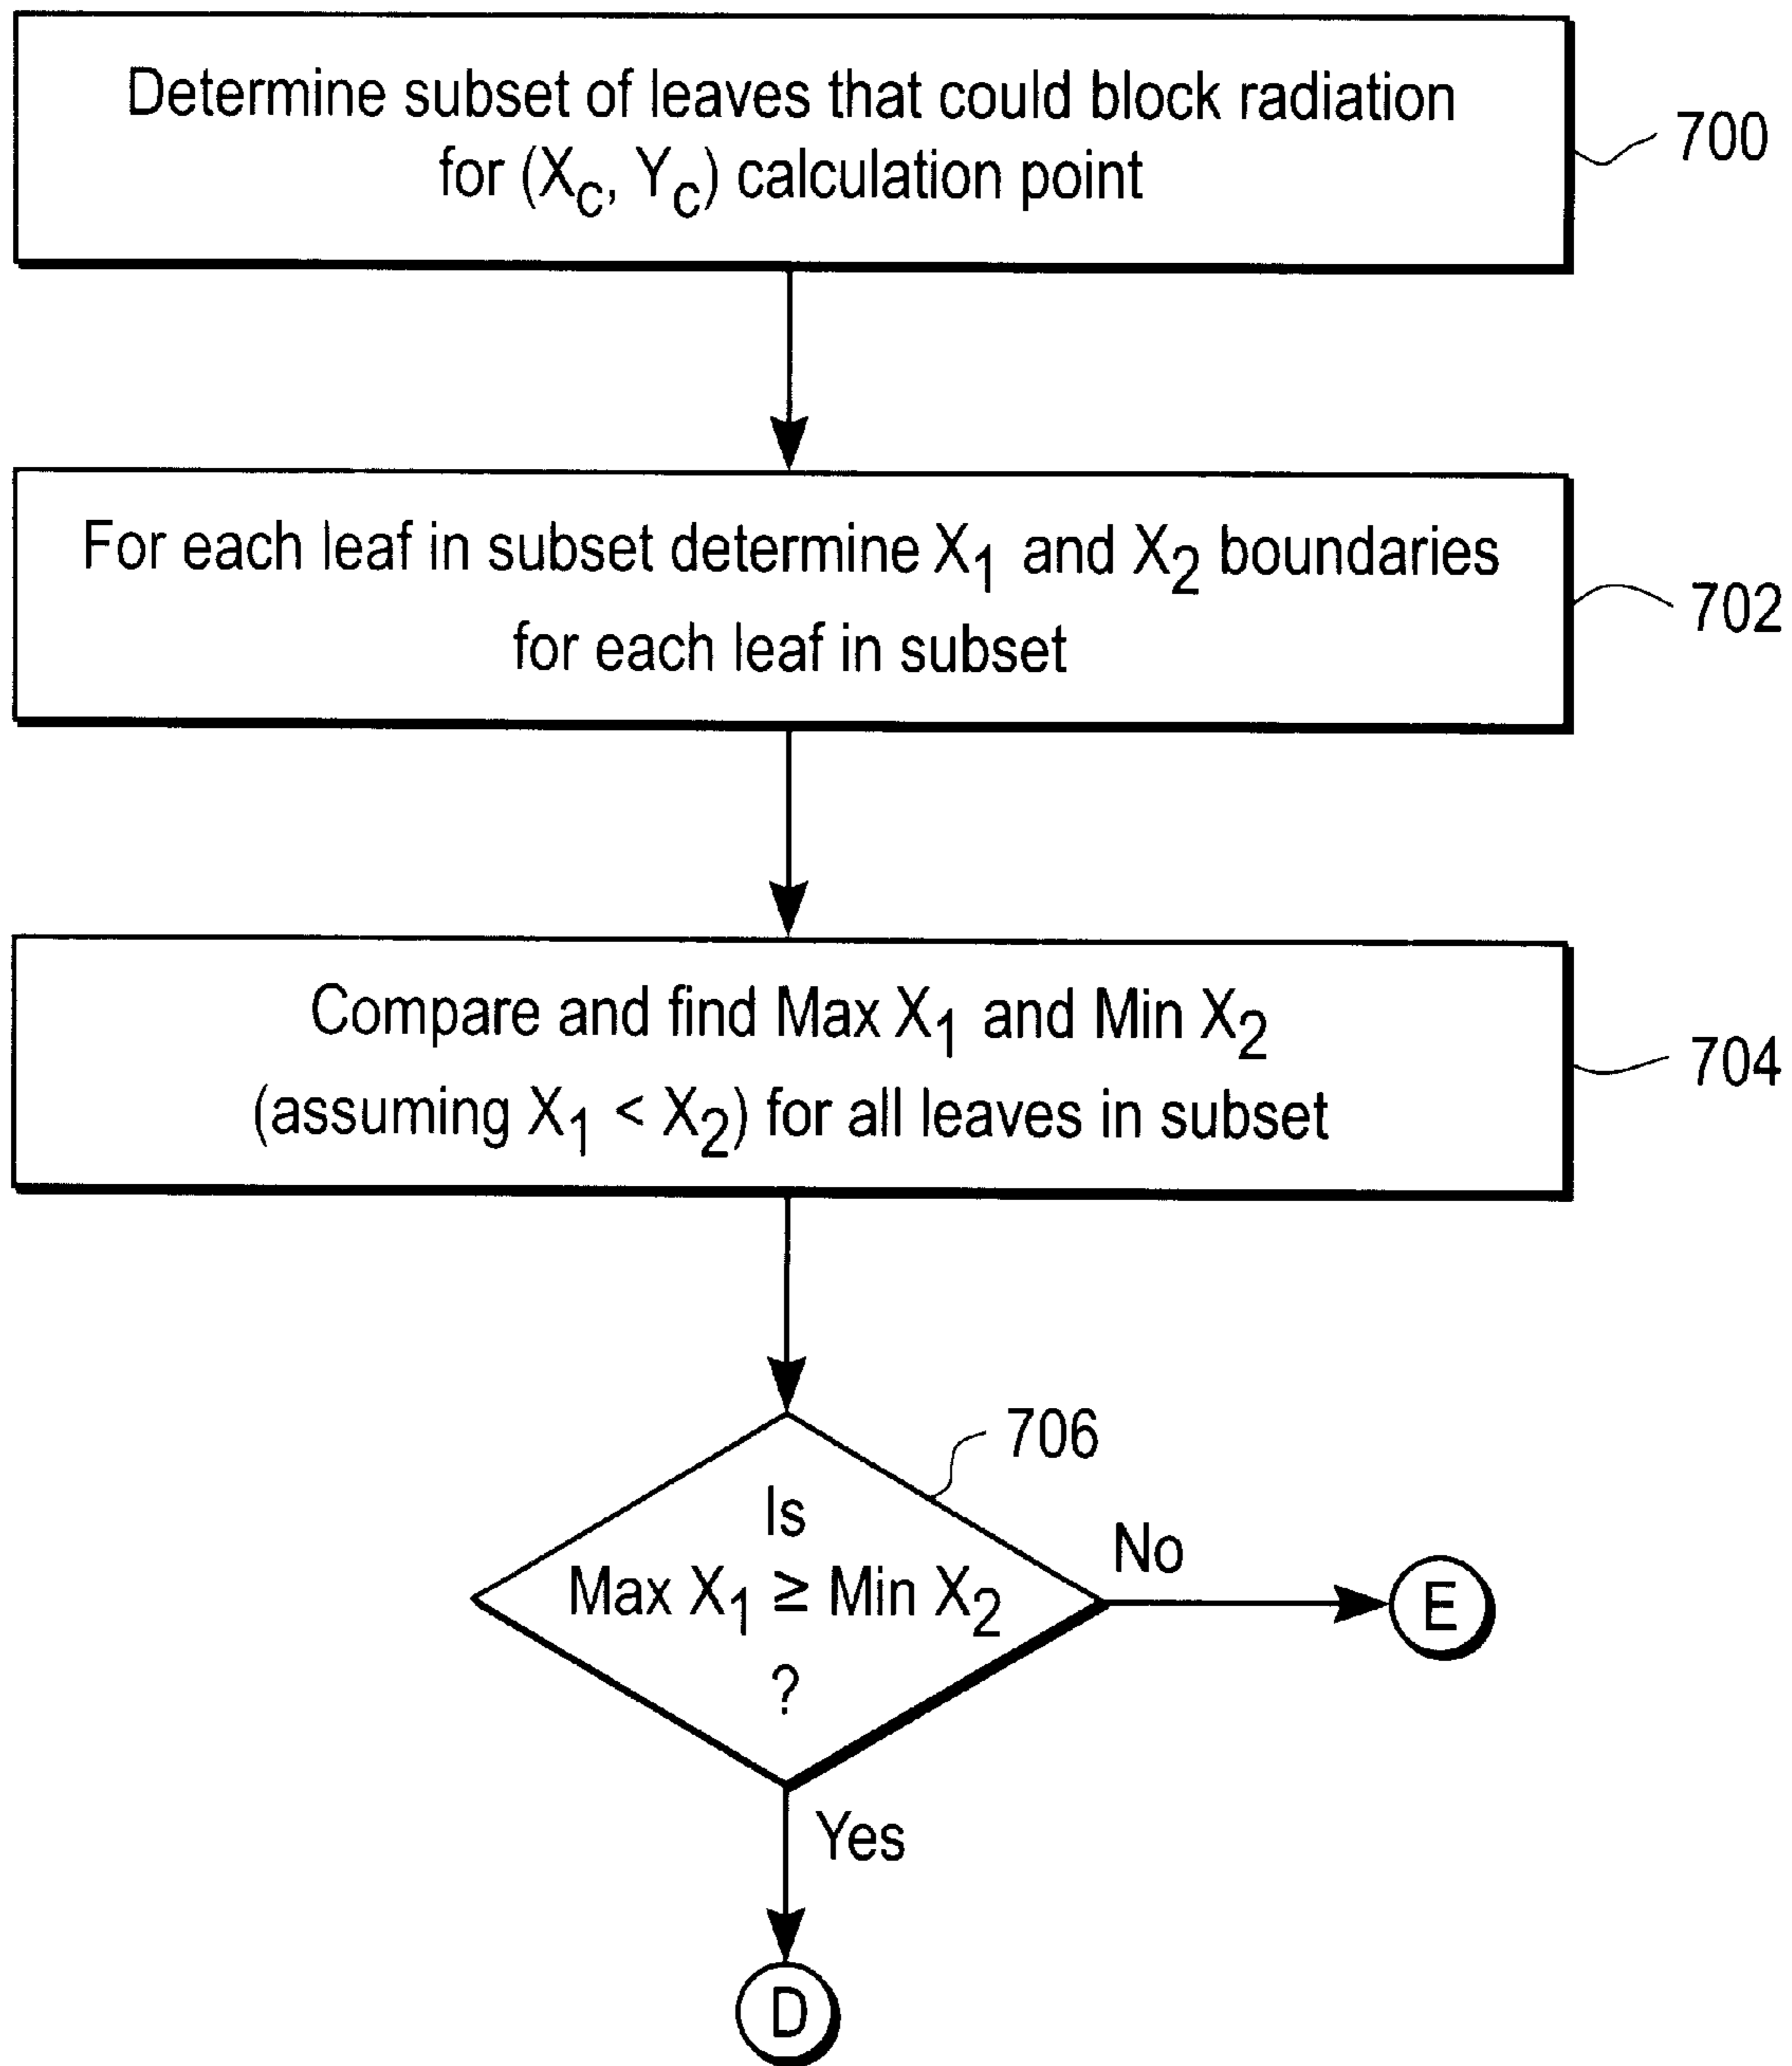 Determine subset of leaves that could block radiation
for (Xc, Yc) calculation point
700
For each leaf in subset determine X1 and X2 boundaries
for each leaf in subset
702
Compare and find Max X1 and Min X2
(assuming X1 < X2) for all leaves in subset
704
706
Is
Max X1 ≥ Min X2
?
No
E
Yes
D